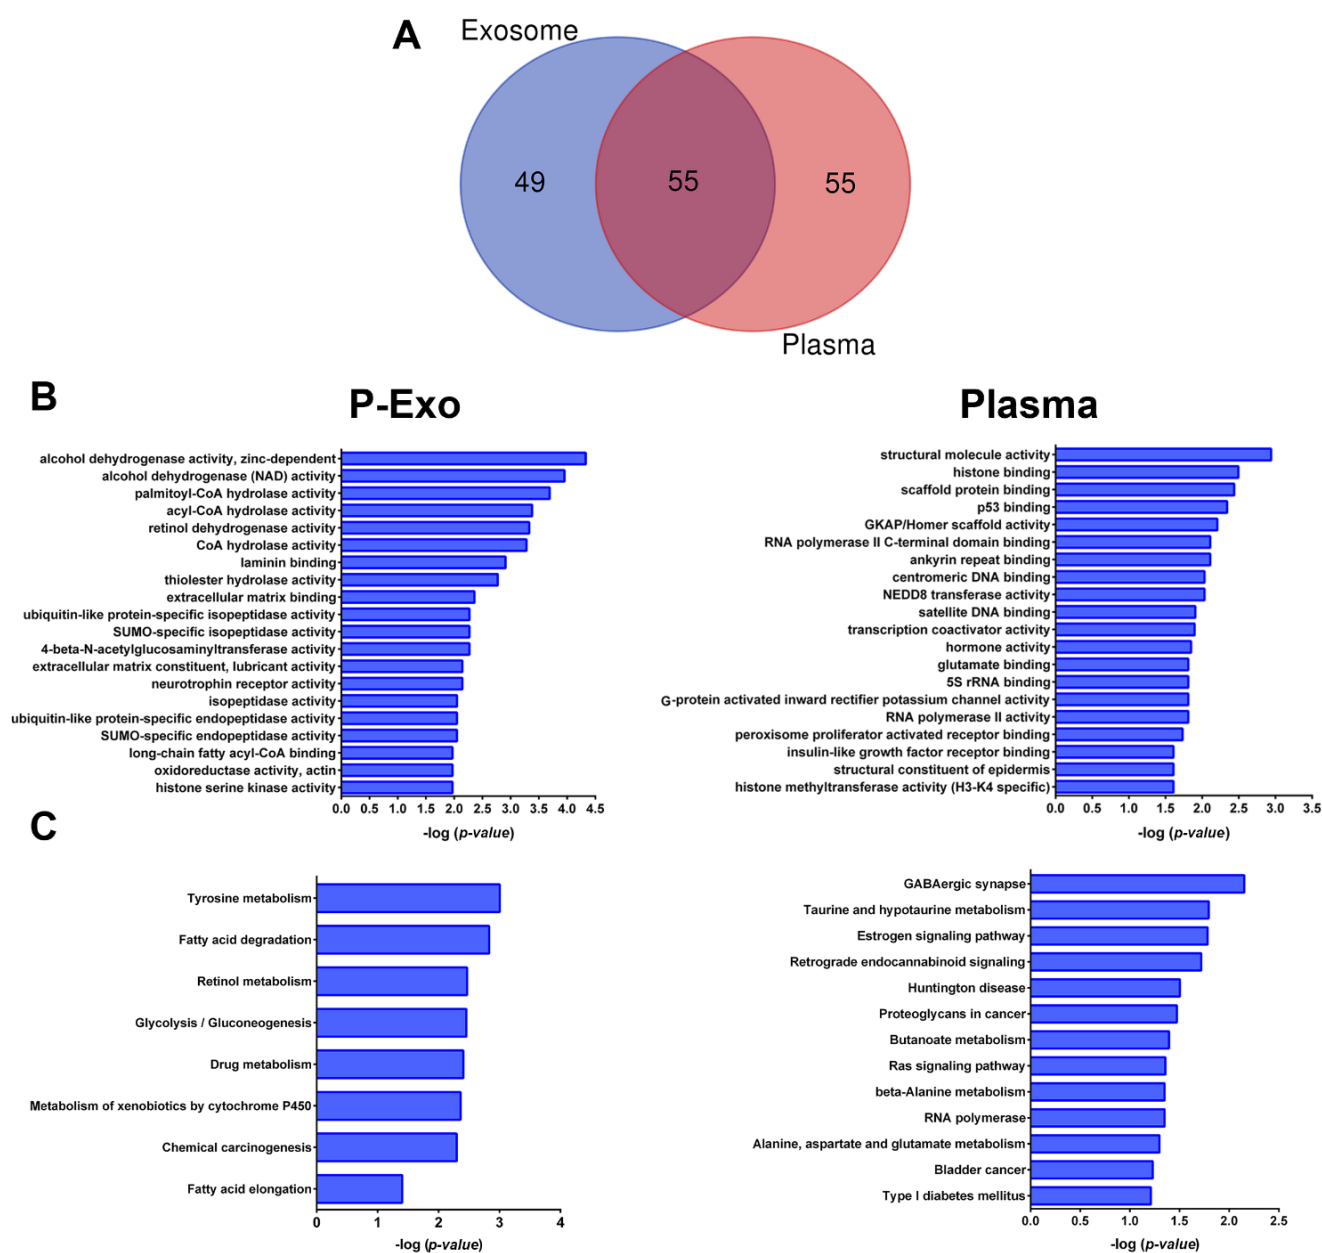 A
Exosome
49
55
55
Plasma
B
P-Exo
alcohol dehydrogenase activity, zinc-dependent
alcohol dehydrogenase (NAD) activity
palmitoyl-CoA hydrolase activity
acyl-CoA hydrolase activity
retinol dehydrogenase activity
CoA hydrolase activity
laminin binding
thiolester hydrolase activity
extracellular matrix binding
ubiquitin-like protein-specific isopeptidase activity
SUMO-specific isopeptidase activity
4-beta-N-acetylglucosaminyltransferase activity
extracellular matrix constituent, lubricant activity
neurotrophin receptor activity
isopeptidase activity
ubiquitin-like protein-specific endopeptidase activity
SUMO-specific endopeptidase activity
long-chain fatty acyl-CoA binding
oxidoreductase activity, actin
histone serine kinase activity
0.0 0.5 1.0 1.5 2.0 2.5 3.0 3.5 4.0 4.5
-log (p-value)
Plasma
structural molecule activity
histone binding
scaffold protein binding
p53 binding
GKAP/Homer scaffold activity
RNA polymerase II C-terminal domain binding
ankyrin repeat binding
centromeric DNA binding
NEDD8 transferase activity
satellite DNA binding
transcription coactivator activity
hormone activity
glutamate binding
5S rRNA binding
G-protein activated inward rectifier potassium channel activity
RNA polymerase II activity
peroxisome proliferator activated receptor binding
insulin-like growth factor receptor binding
structural constituent of epidermis
histone methyltransferase activity (H3-K4 specific)
0.0 0.5 1.0 1.5 2.0 2.5 3.0 3.5
-log (p-value)
C
Tyrosine metabolism
Fatty acid degradation
Retinol metabolism
Glycolysis / Gluconeogenesis
Drug metabolism
Metabolism of xenobiotics by cytochrome P450
Chemical carcinogenesis
Fatty acid elongation
0 1 2 3 4
-log (p-value)
GABAergic synapse
Taurine and hypotaurine metabolism
Estrogen signaling pathway
Retrograde endocannabinoid signaling
Huntington disease
Proteoglycans in cancer
Butanoate metabolism
Ras signaling pathway
beta-Alanine metabolism
RNA polymerase
Alanine, aspartate and glutamate metabolism
Bladder cancer
Type I diabetes mellitus
0.0 0.5 1.0 1.5 2.0 2.5
-log (p-value)